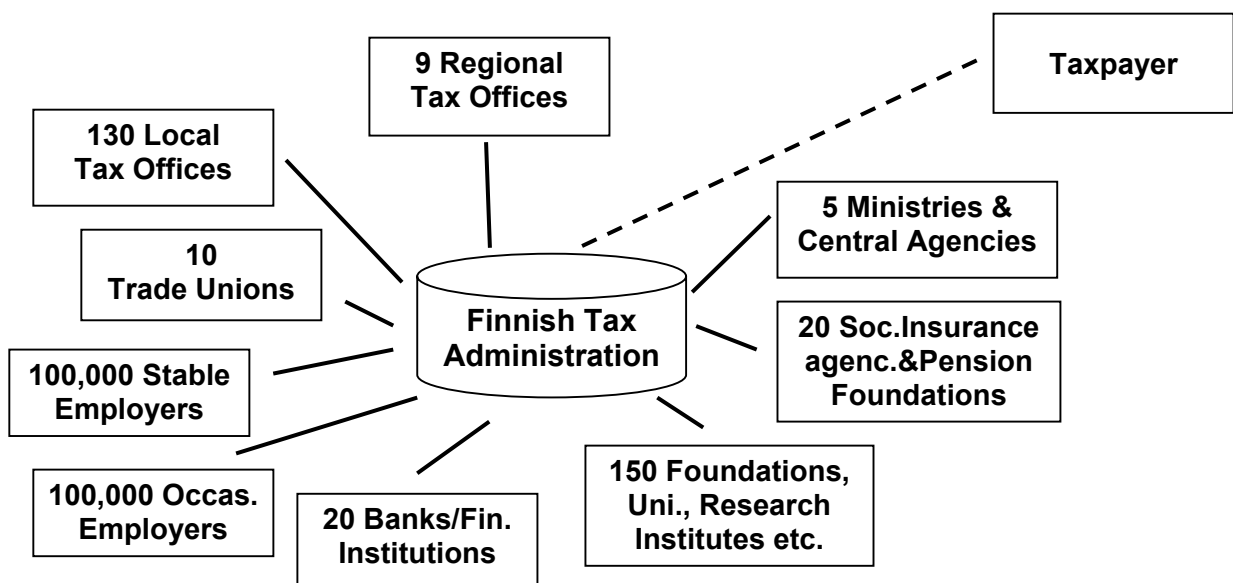 9 Regional
Tax Offices
Taxpayer
130 Local
Tax Offices
5 Ministries &
Central Agencies
10
Trade Unions
Finnish Tax
Administration
20 Soc.Insurance
agenc.&Pension
Foundations
100,000 Stable
Employers
100,000 Occas.
Employers
20 Banks/Fin.
Institutions
150 Foundations,
Uni., Research
Institutes etc.